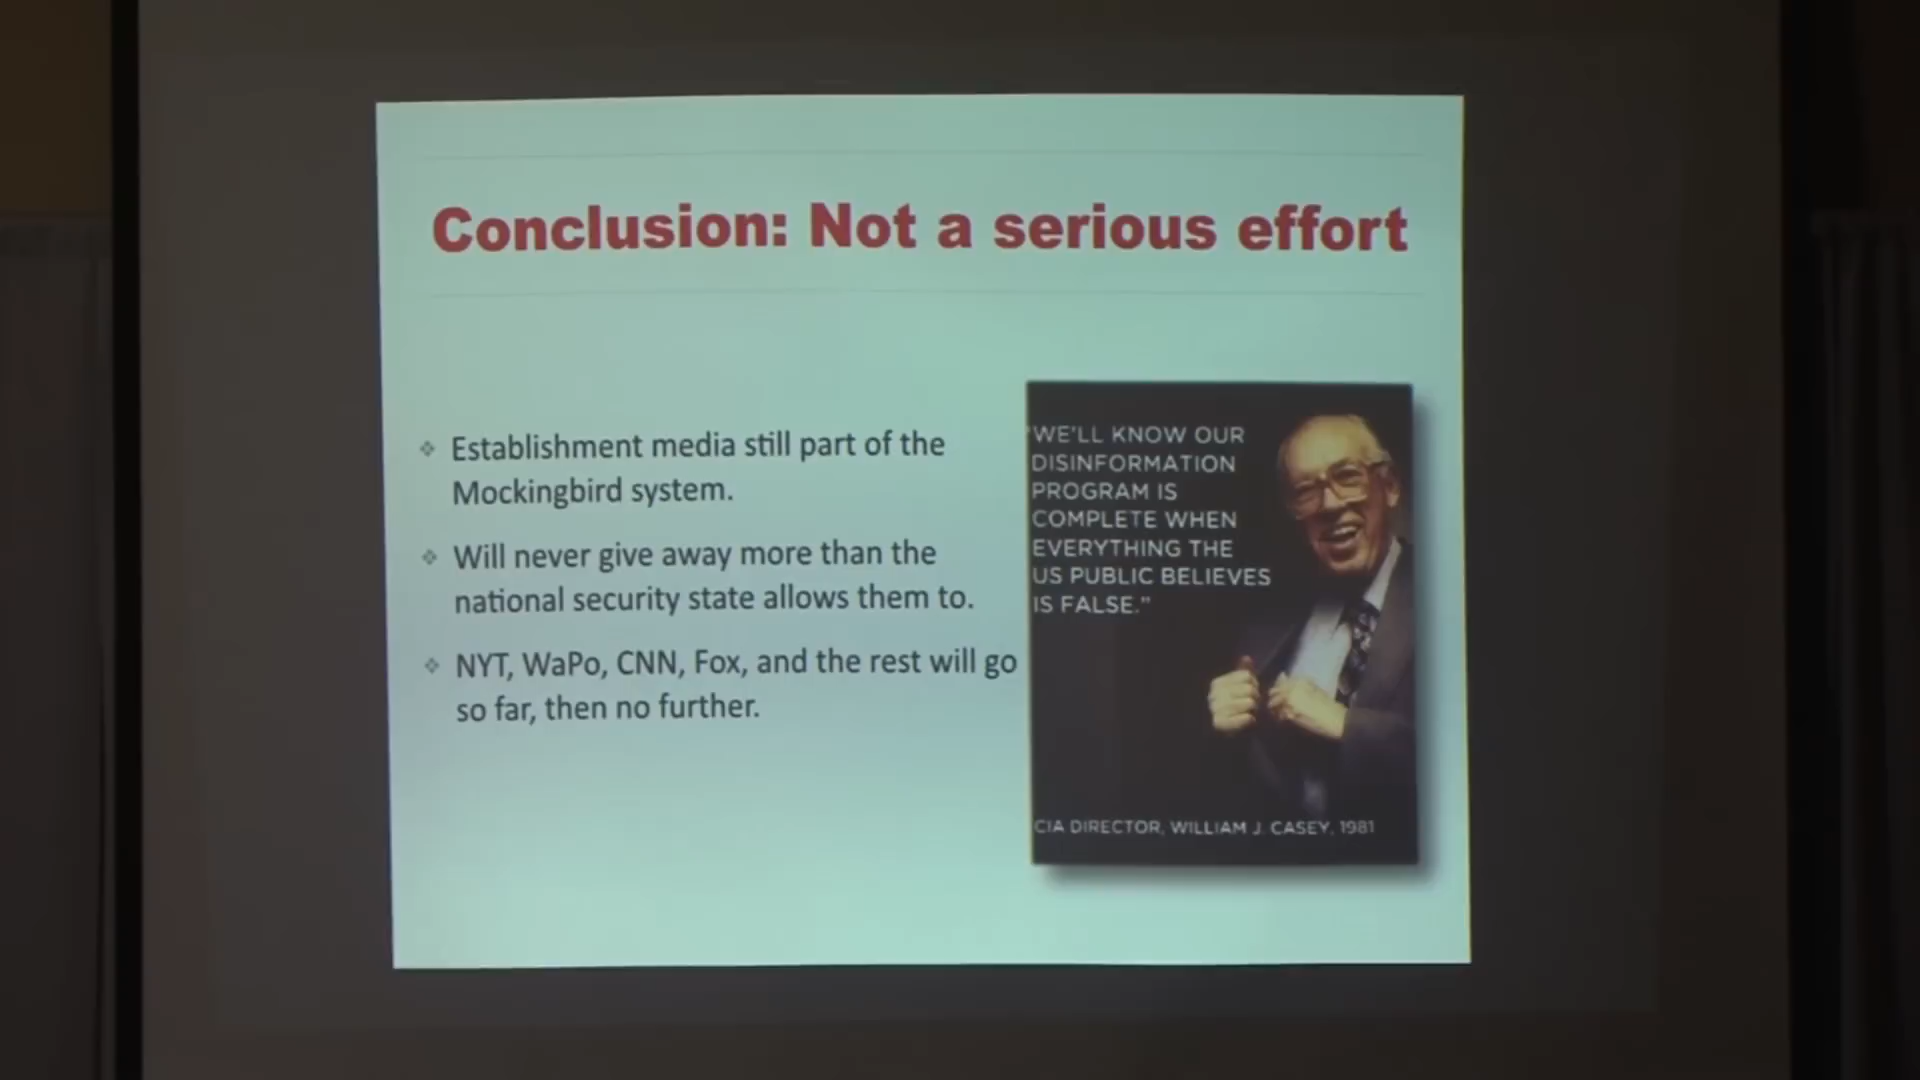 Conclusion: Not a serious effort
Establishment media still part of the
Mockingbird system.
Will never give away more than the
national security state allows them to.
NYT, WaPo, CNN, Fox, and the rest will go
so far, then no further.
"WE'LL KNOW OUR
DISINFORMATION
PROGRAM IS
COMPLETE WHEN
EVERYTHING THE
US PUBLIC BELIEVES
IS FALSE."
CIA DIRECTOR, WILLIAM J. CASEY, 1981